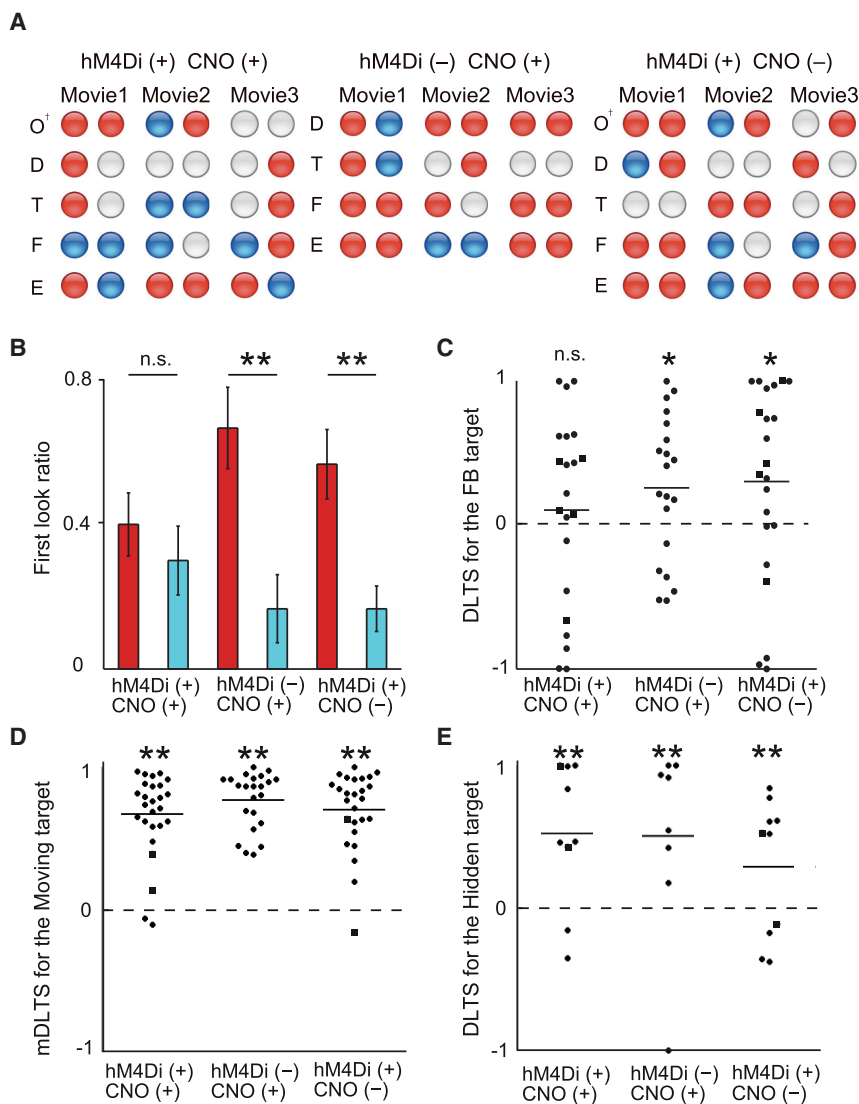 A
hM4Di (+) CNO (+) hM4Di (–) CNO (+) hM4Di (+) CNO (–)
Movie1 Movie2 Movie3 Movie1 Movie2 Movie3 Movie1 Movie2 Movie3
O† D O†
D T D
T F T
F E F
E E
B
n.s. ** **
0.8
0.4
0
First look ratio
hM4Di (+) hM4Di (–) hM4Di (+)
CNO (+) CNO (+) CNO (–)
C
n.s. * *
1
0
-1
DLTS for the FB target
hM4Di (+) hM4Di (–) hM4Di (+)
CNO (+) CNO (+) CNO (–)
D
** ** **
1
0
-1
mDLTS for the Moving target
hM4Di (+) hM4Di (–) hM4Di (+)
CNO (+) CNO (+) CNO (–)
E
** ** **
1
0
-1
DLTS for the Hidden target
hM4Di (+) hM4Di (–) hM4Di (+)
CNO (+) CNO (+) CNO (–)